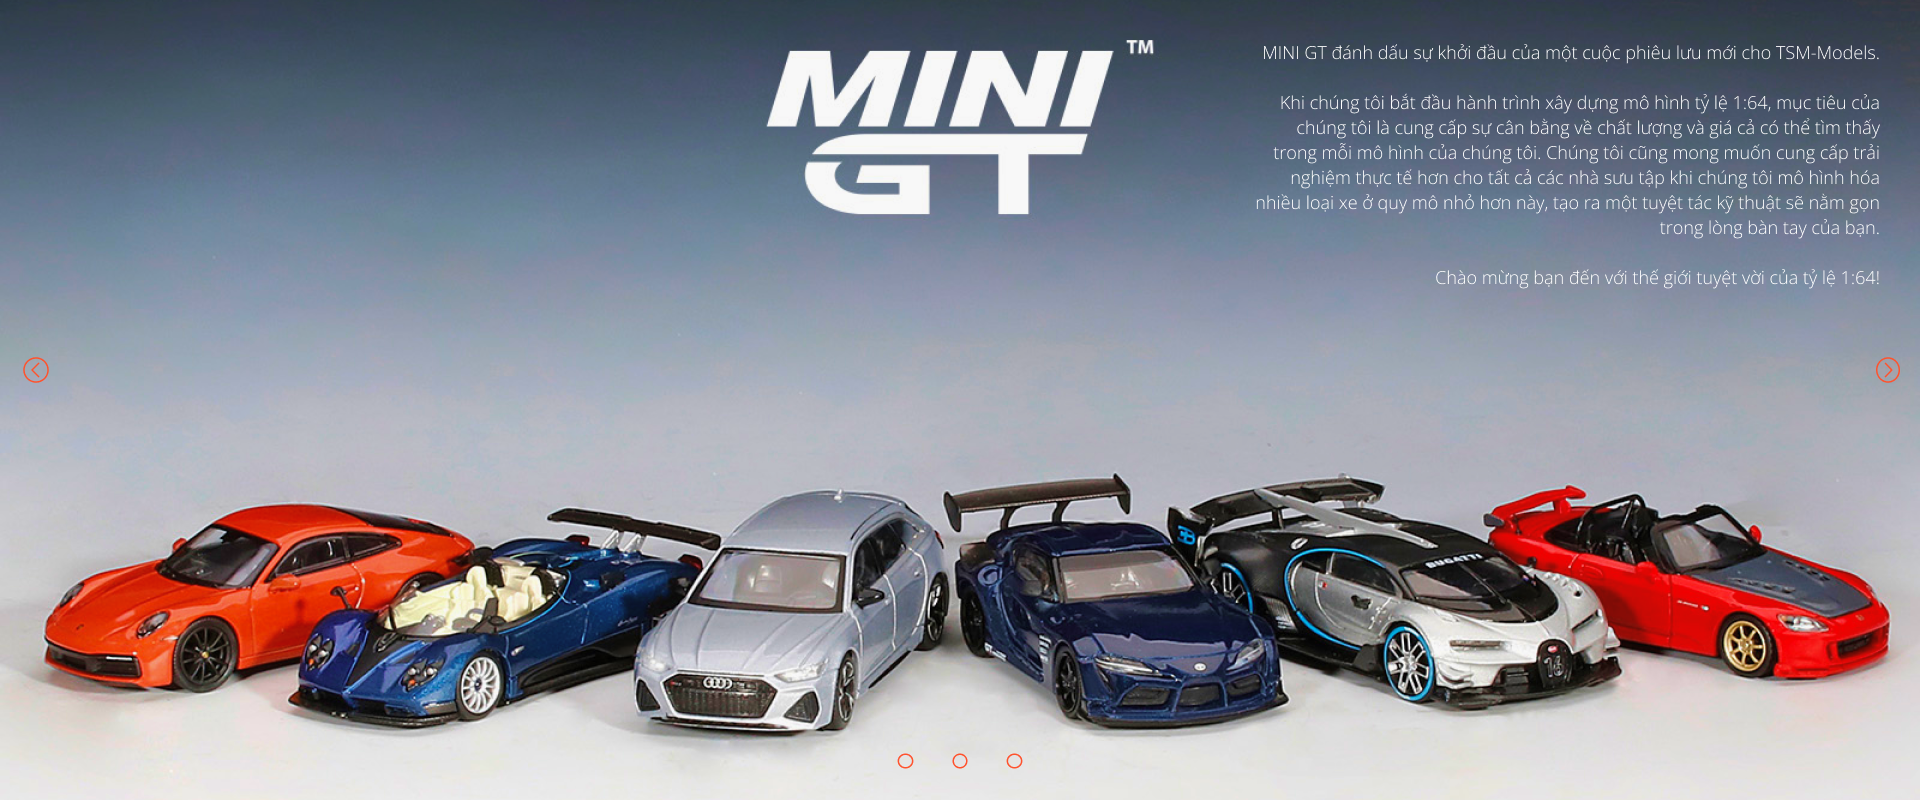 MINI
GT
TM
MINI GT đánh dấu sự khởi đầu của một cuộc phiêu lưu mới cho TSM-Models.
Khi chúng tôi bắt đầu hành trình xây dựng mô hình tỷ lệ 1:64, mục tiêu của
chúng tôi là cung cấp sự cân bằng về chất lượng và giá cả có thể tìm thấy
trong mỗi mô hình của chúng tôi. Chúng tôi cũng mong muốn cung cấp trải
nghiệm thực tế hơn cho tất cả các nhà sưu tập khi chúng tôi mô hình hóa
nhiều loại xe ở quy mô nhỏ hơn này, tạo ra một tuyệt tác kỹ thuật sẽ nằm gọn
trong lòng bàn tay của bạn.
Chào mừng bạn đến với thế giới tuyệt vời của tỷ lệ 1:64!
BUGATTI
16